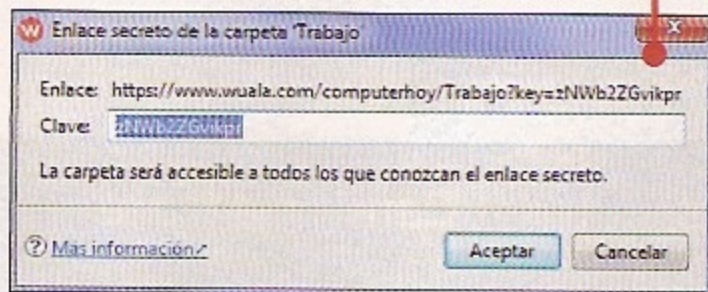 Enlace secreto de la carpeta 'Trabajo'
Enlace: https://www.wuala.com/computerhoy/Trabajo?key=zNWb2ZGvikpr
Clave: zNWb2ZGvikpr
La carpeta será accesible a todos los que conozcan el enlace secreto.
Mas información
Aceptar
Cancelar